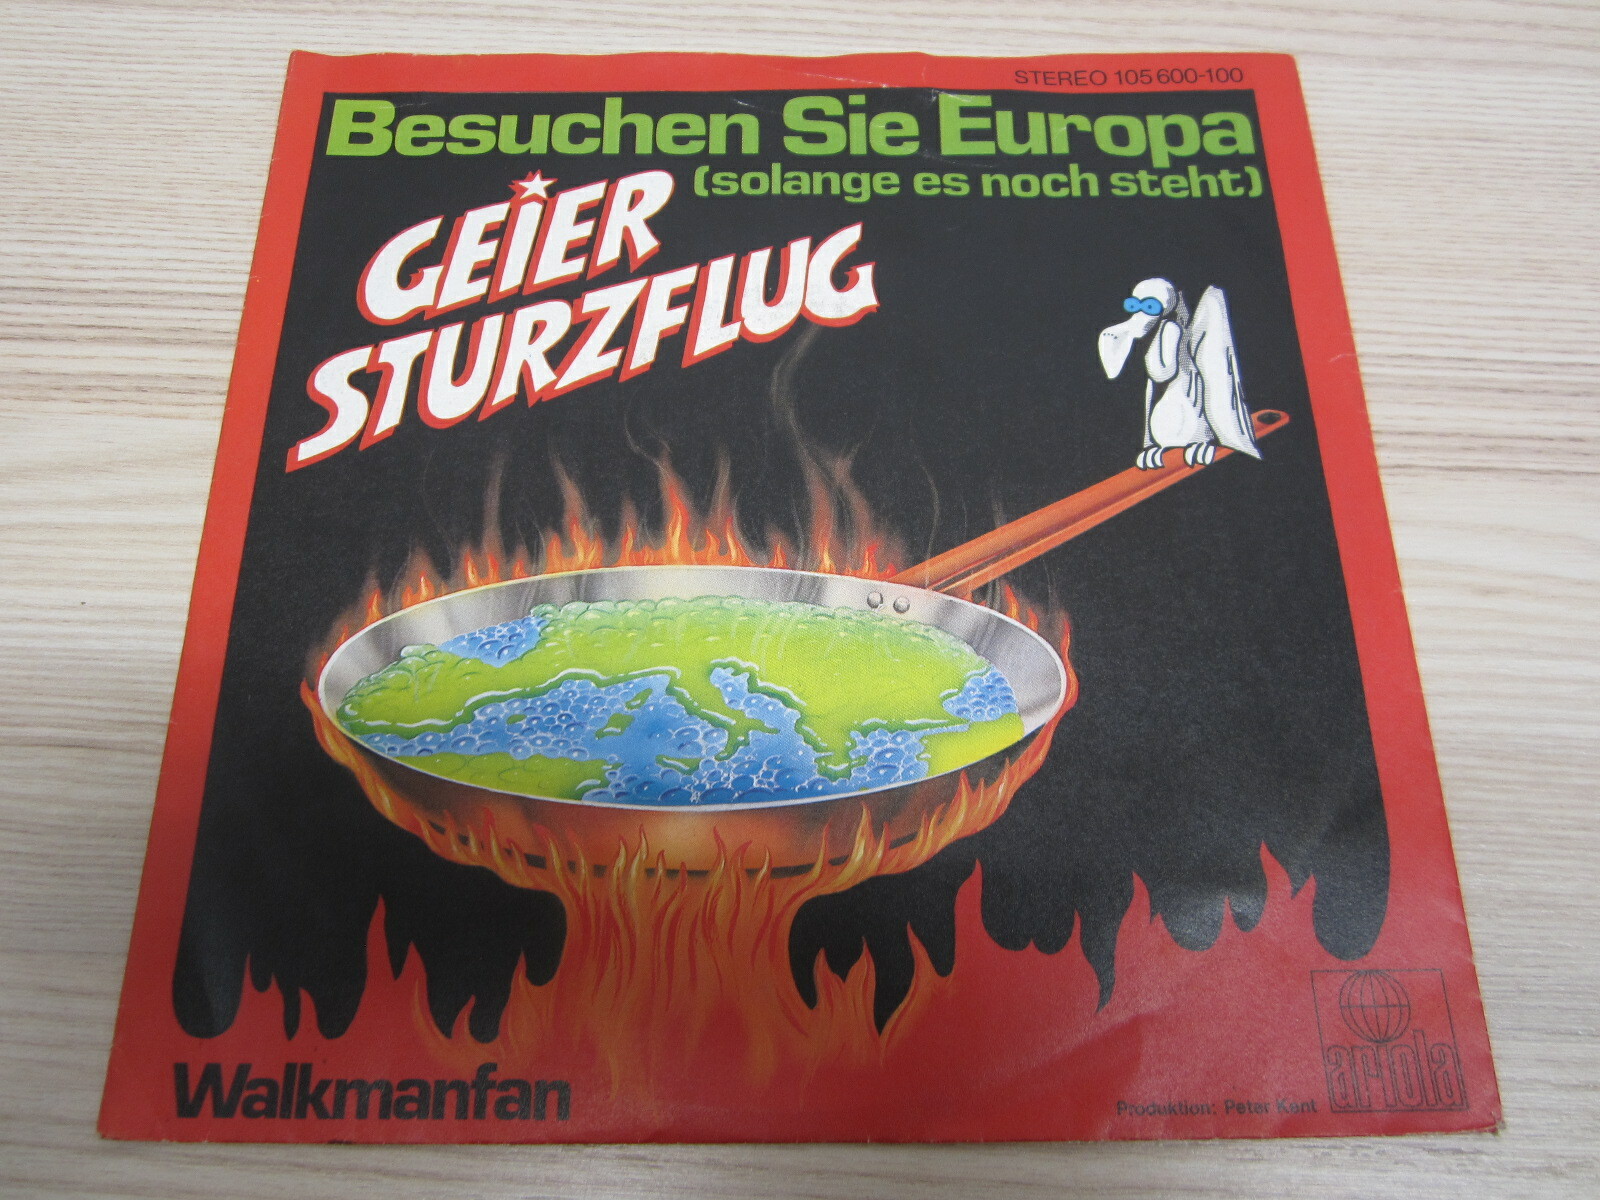 STEREO 105 600-100
Besuchen Sie Europa
(solange es noch steht)
GEIER
STURZFLUG
Walkmanfan
Produktion: Peter Kent
ariola